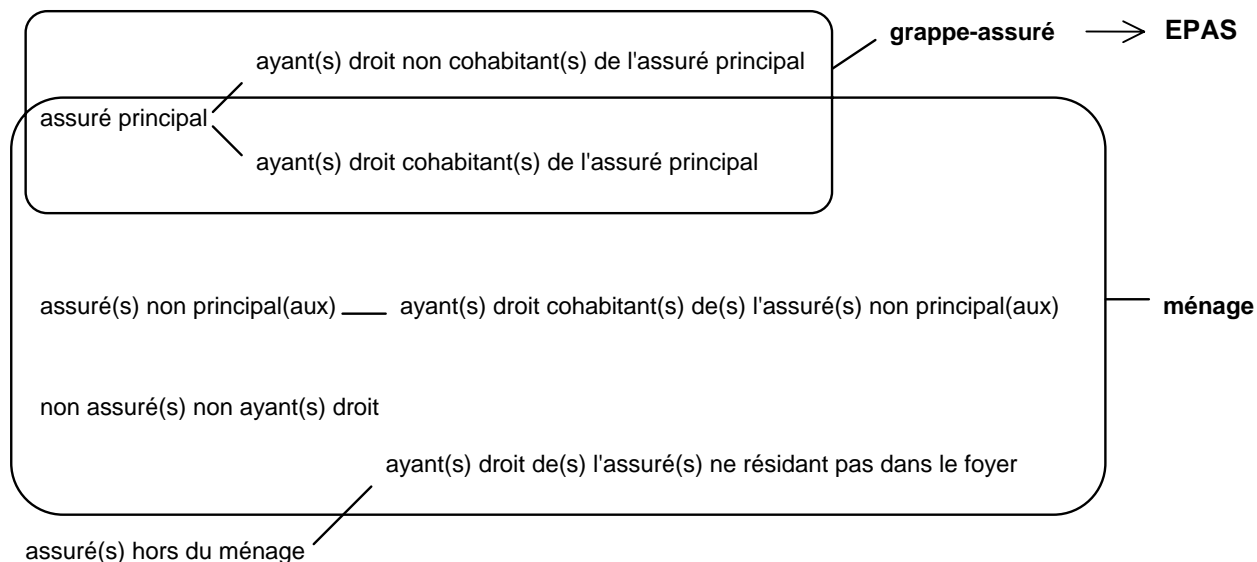 grappe-assuré EPAS
ayant(s) droit non cohabitant(s) de l'assuré principal
assuré principal
ayant(s) droit cohabitant(s) de l'assuré principal
assuré(s) non principal(aux) ayant(s) droit cohabitant(s) de(s) l'assuré(s) non principal(aux)
ménage
non assuré(s) non ayant(s) droit
ayant(s) droit de(s) l'assuré(s) ne résidant pas dans le foyer
assuré(s) hors du ménage